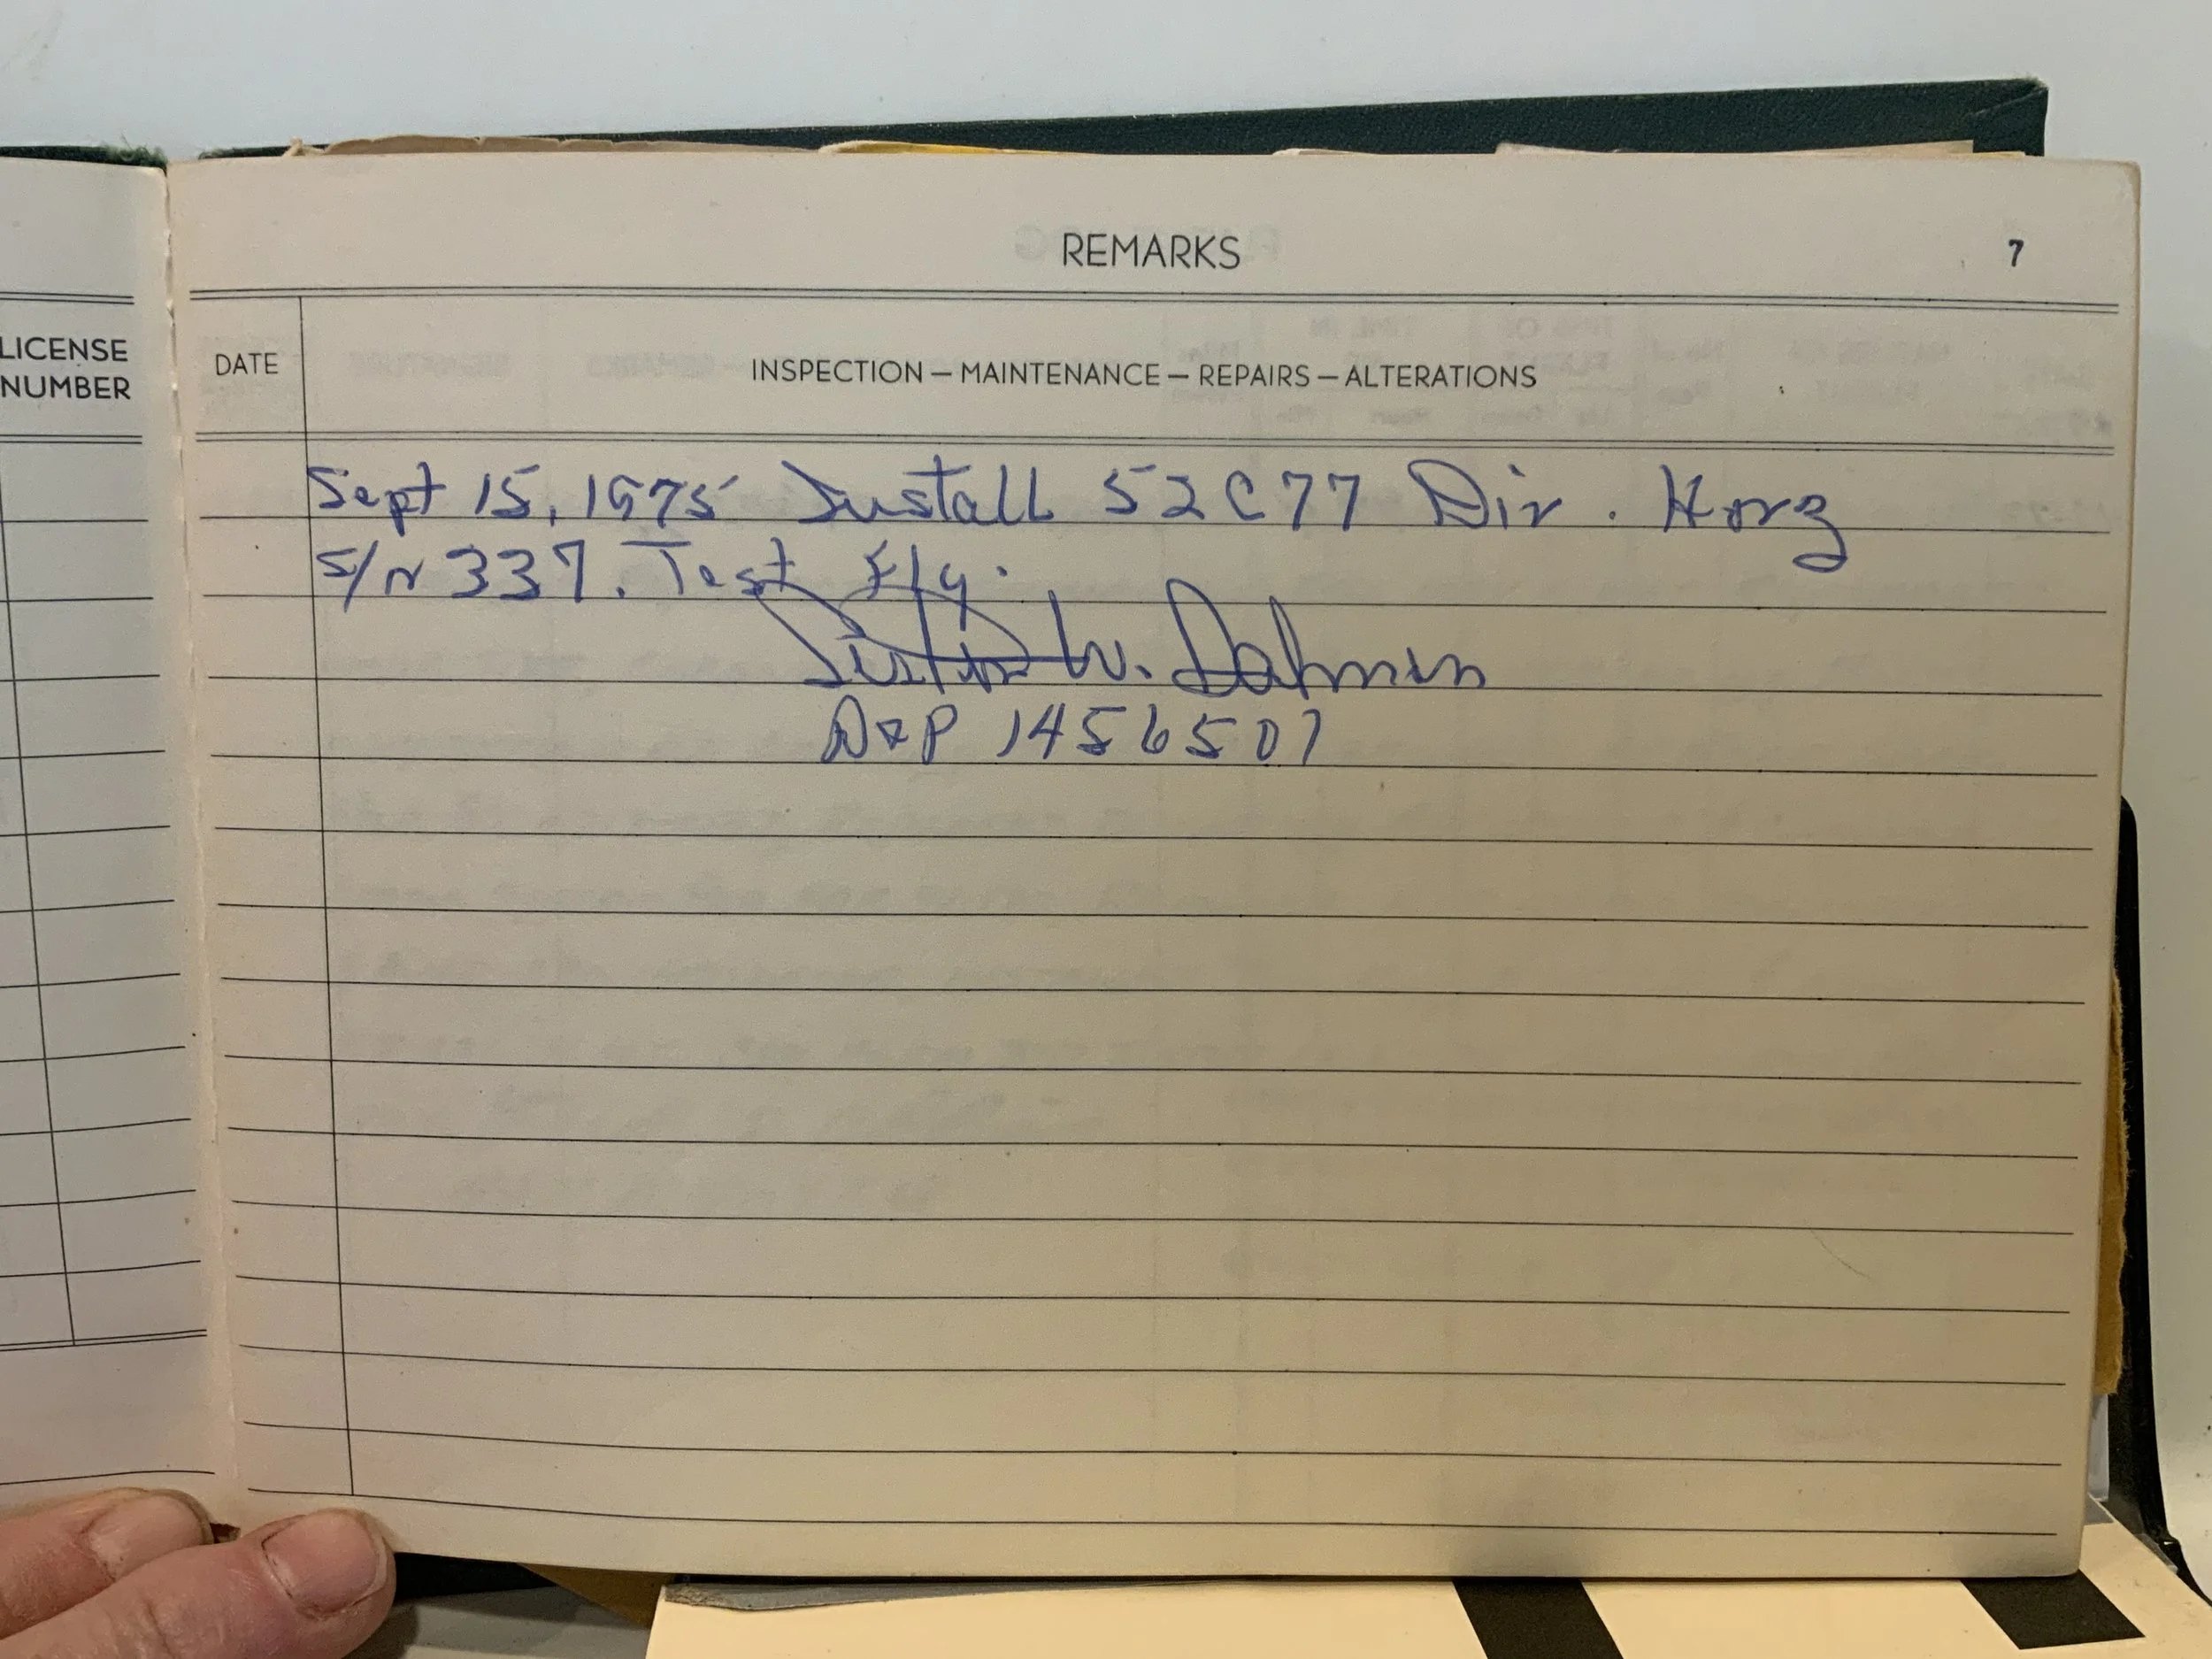 REMARKS
7
LICENSE
NUMBER
DATE
INSPECTION — MAINTENANCE — REPAIRS — ALTERATIONS
Sept 15, 1975 Install 52C77 Dir. Horz
S/N 337. Test Fly.
W. Dahmen
A&P 1456507